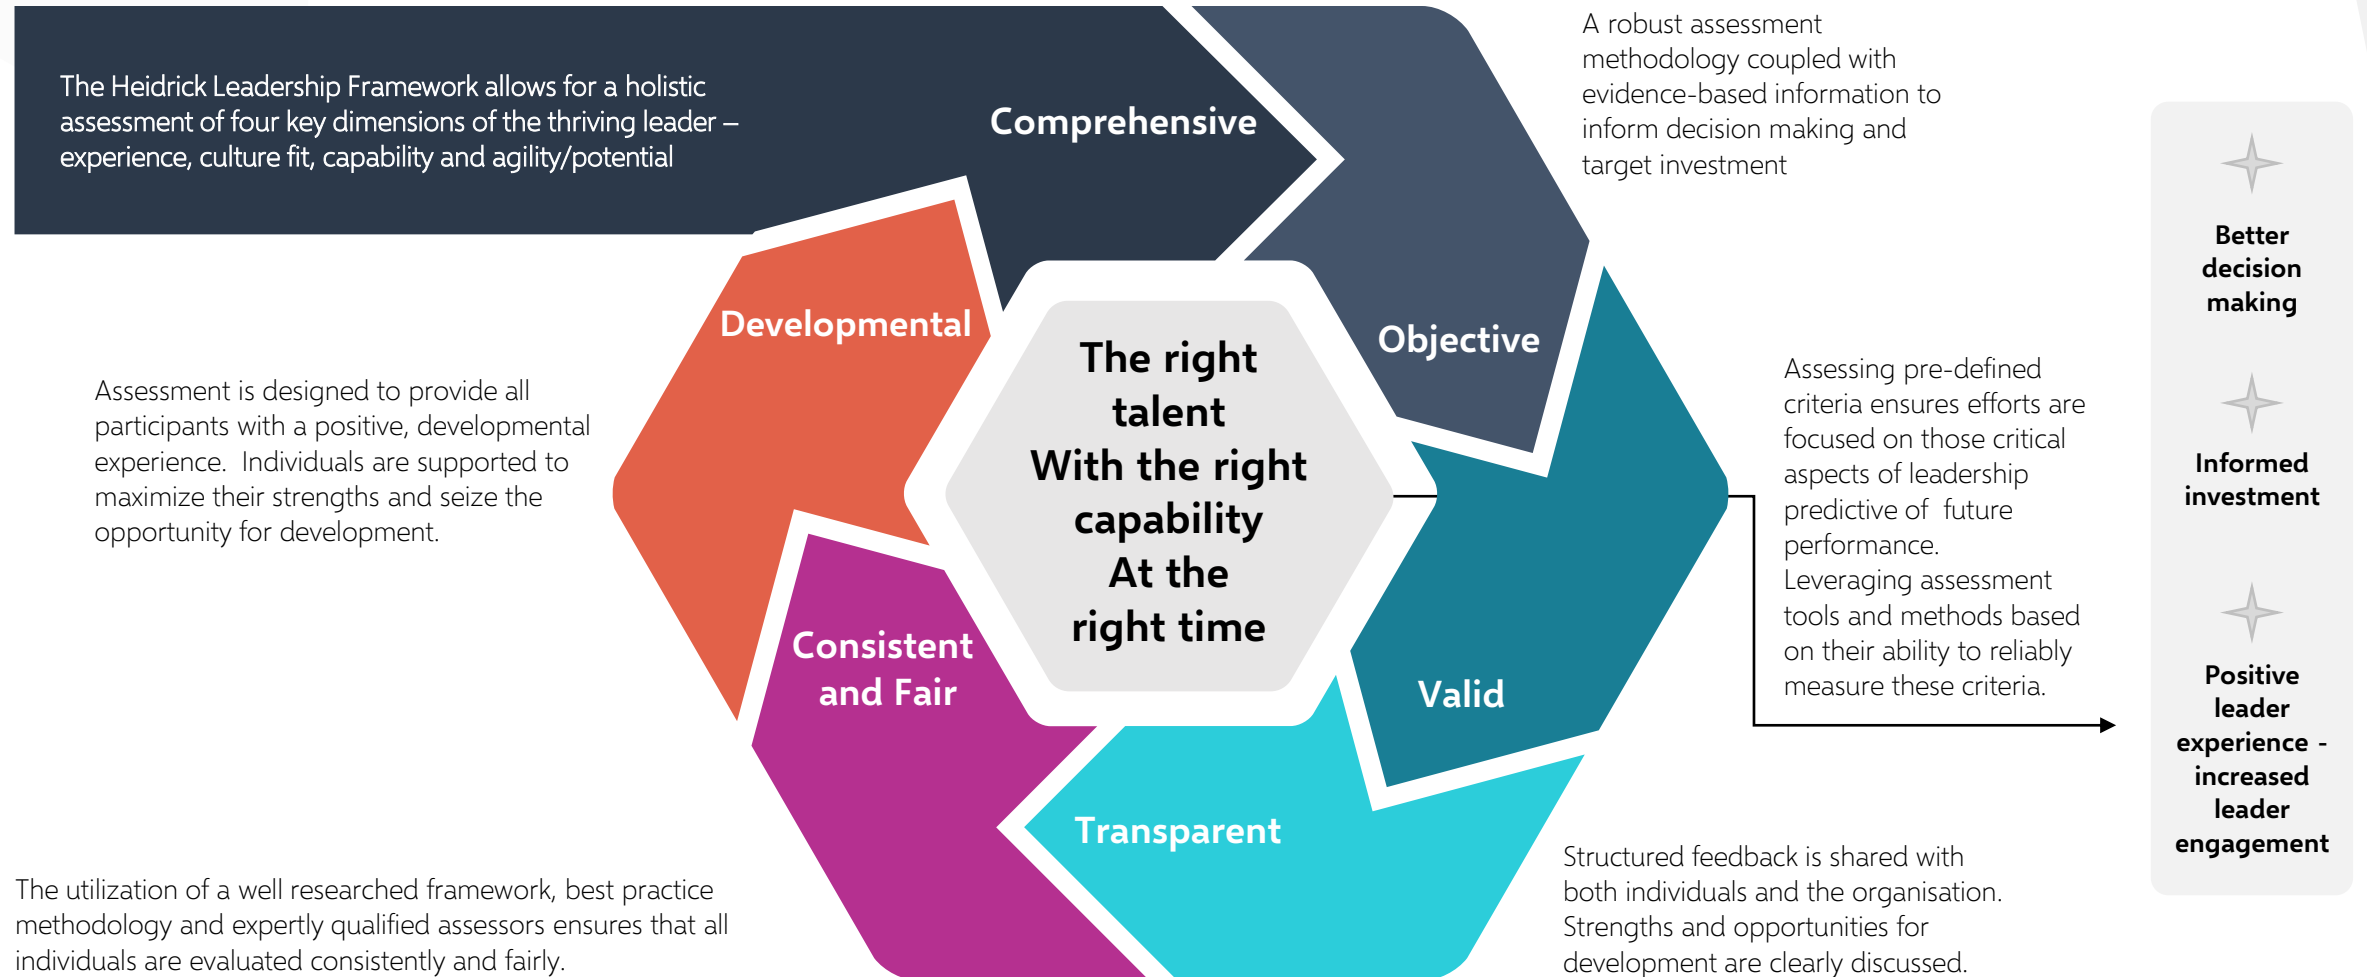 The Heidrick Leadership Framework allows for a holistic
assessment of four key dimensions of the thriving leader –
experience, culture fit, capability and agility/potential
Comprehensive
A robust assessment
methodology coupled with
evidence-based information to
inform decision making and
target investment
Objective
Assessing pre-defined
criteria ensures efforts are
focused on those critical
aspects of leadership
predictive of  future
performance.
Leveraging assessment
tools and methods based
on their ability to reliably
measure these criteria.
Valid
Structured feedback is shared with
both individuals and the organisation.
Strengths and opportunities for
development are clearly discussed.
Transparent
Consistent
and Fair
The utilization of a well researched framework, best practice
methodology and expertly qualified assessors ensures that all
individuals are evaluated consistently and fairly.
Developmental
Assessment is designed to provide all
participants with a positive, developmental
experience.  Individuals are supported to
maximize their strengths and seize the
opportunity for development.
The right
talent
With the right
capability
At the
right time
Better
decision
making
Informed
investment
Positive
leader
experience -
increased
leader
engagement